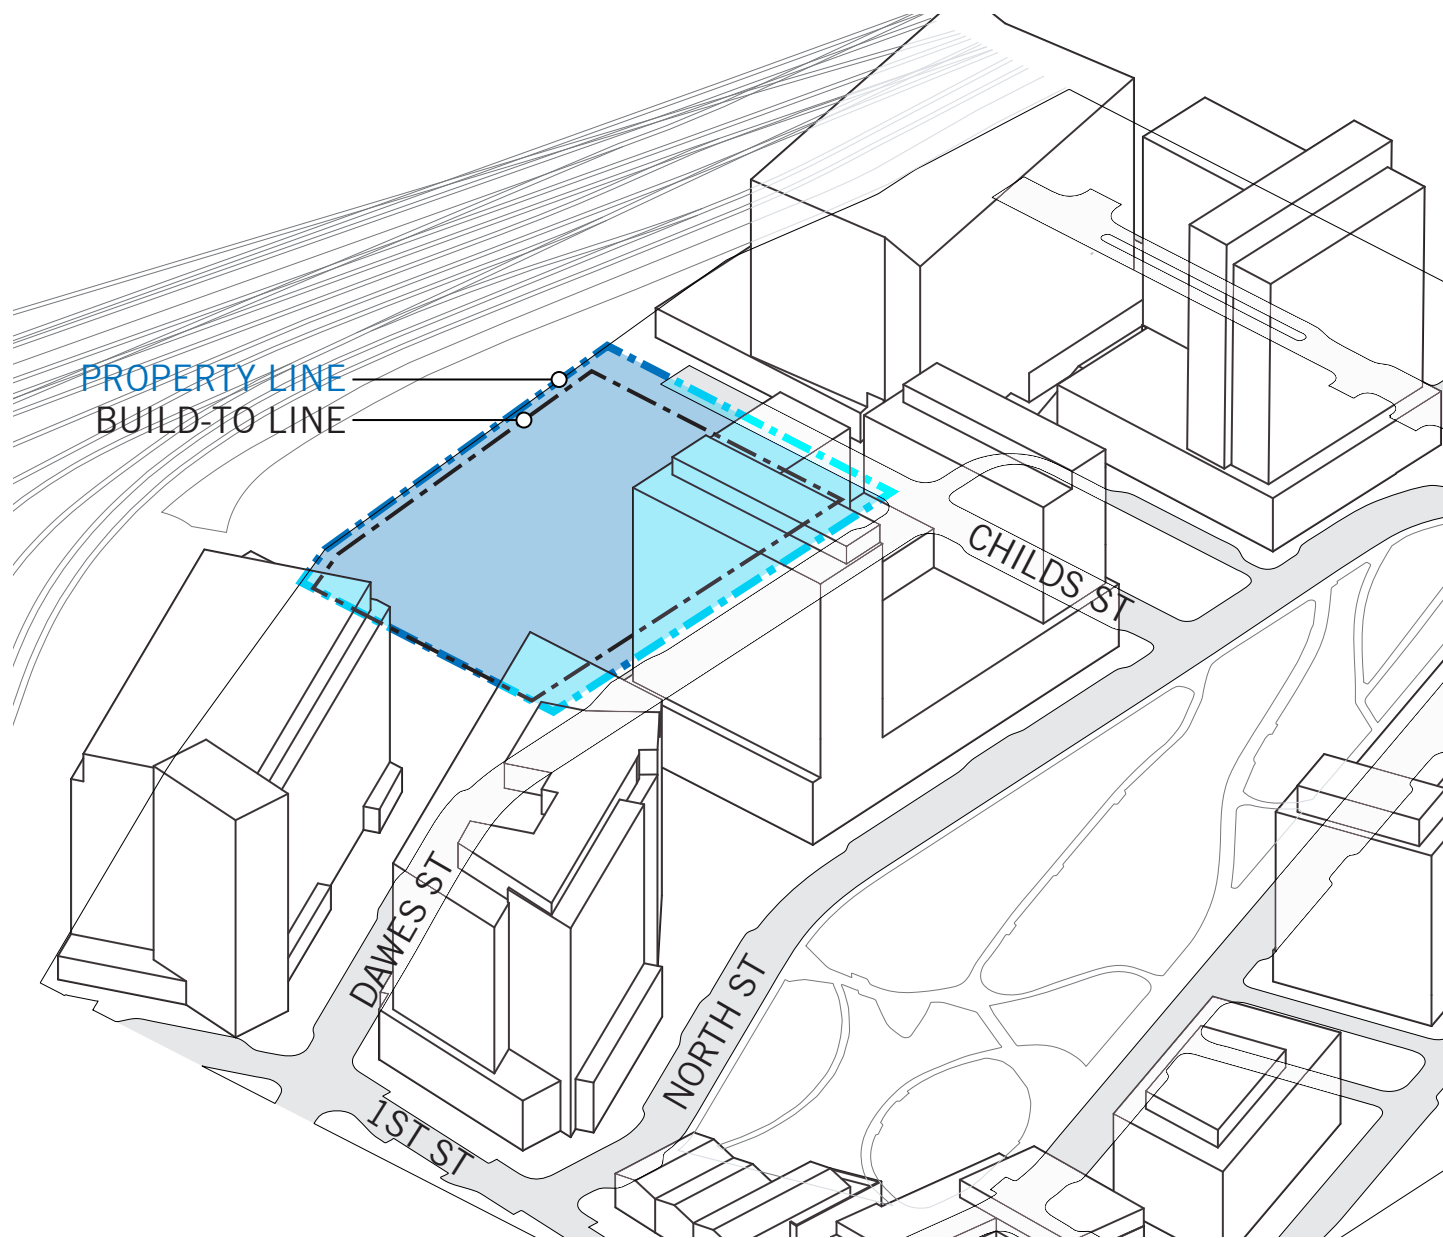 PROPERTY LINE
BUILD-TO LINE
CHILDS ST
DAWES ST
NORTH ST
1ST ST